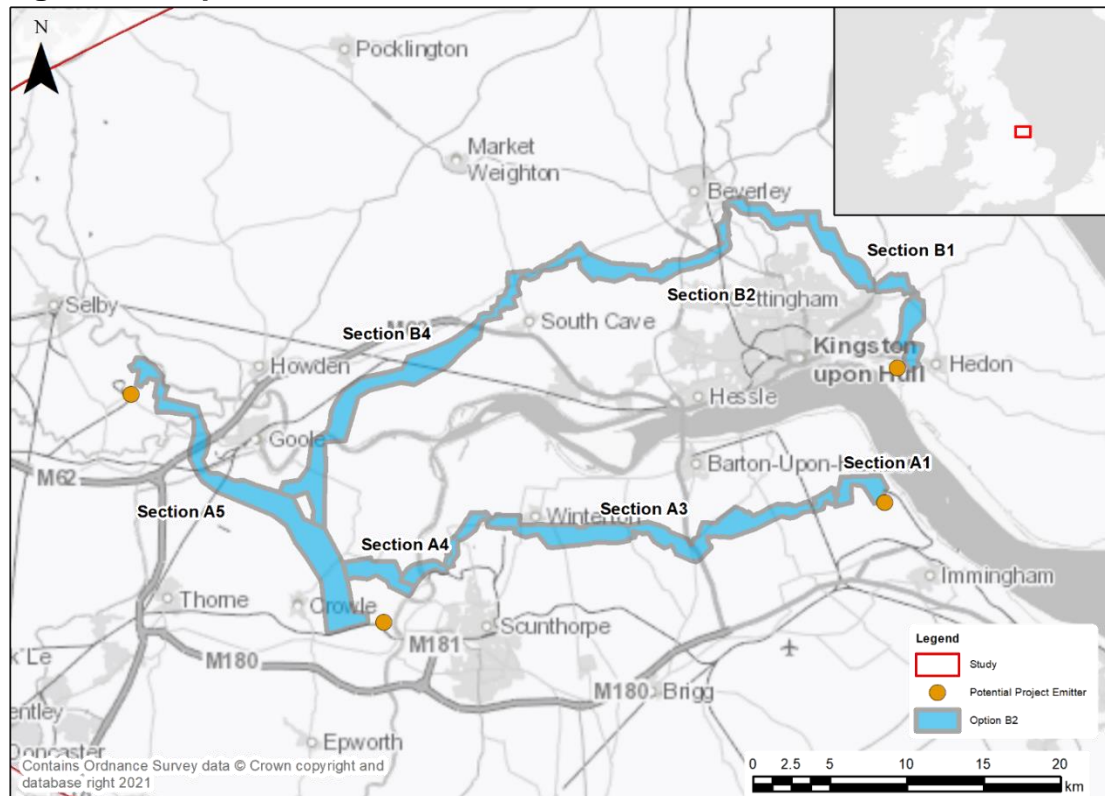 N
Pocklington
Market
Weighton
Beverley
Section B1
Section B2
Cottingham
Selby
Section B4
M62
South Cave
Howden
Kingston
upon Hull
Hedon
Hessle
Goole
M62
Barton-Upon-H
Section A1
Section A5
Section A3
Winterton
Section A4
Immingham
Thorne
Crowle
Scunthorpe
M181
M180
M180
Brigg
Epworth
Doncaster
Legend
Study
Potential Project Emitter
Option B2
Contains Ordnance Survey data © Crown copyright and
database right 2021
0 2.5 5 10 15 20
km